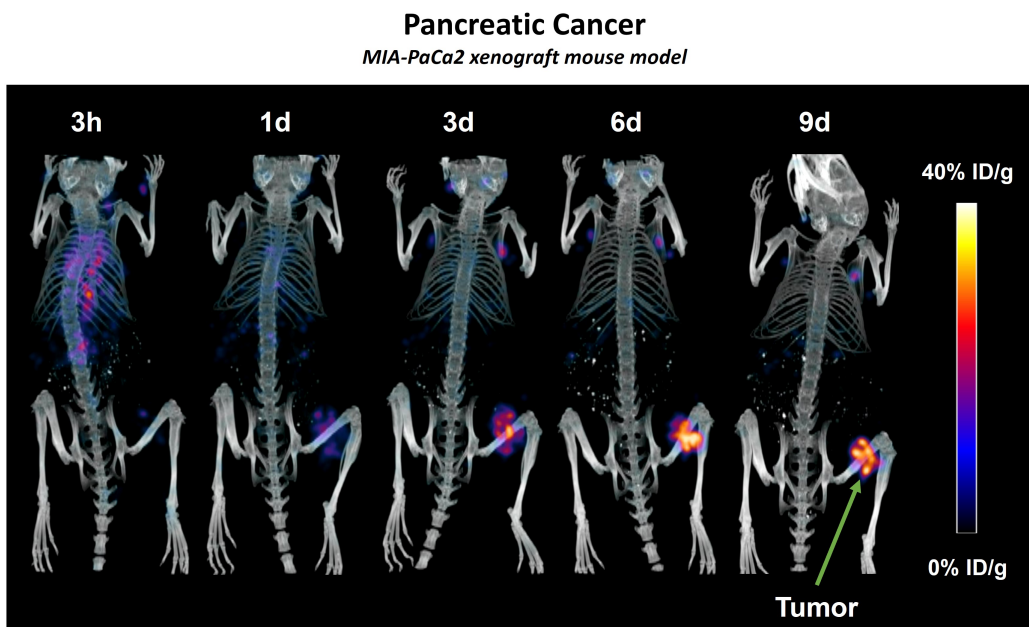 Pancreatic Cancer
MIA-PaCa2 xenograft mouse model
3h 1d 3d 6d 9d
40% ID/g
0% ID/g
Tumor